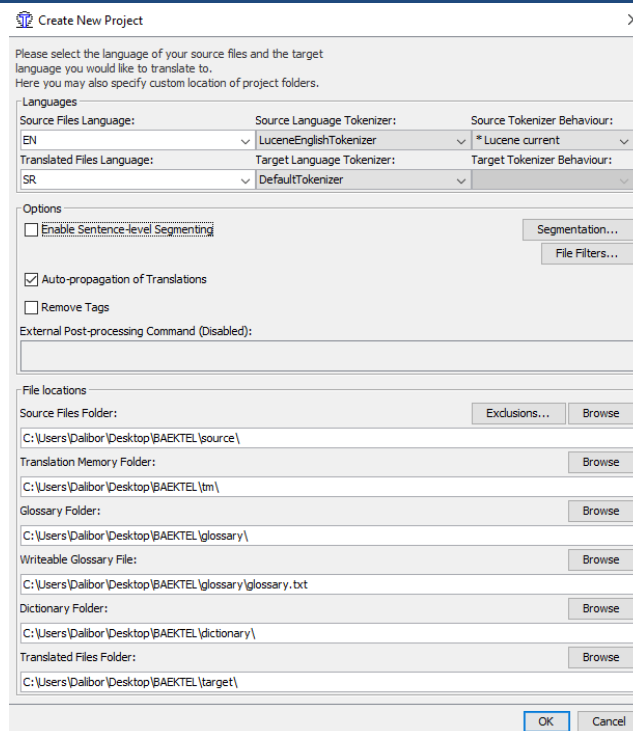 Create New Project
Please select the language of your source files and the target
language you would like to translate to.
Here you may also specify custom location of project folders.
Languages
Source Files Language: Source Language Tokenizer: Source Tokenizer Behaviour:
EN LuceneEnglishTokenizer * Lucene current
Translated Files Language: Target Language Tokenizer: Target Tokenizer Behaviour:
SR DefaultTokenizer
Options
Enable Sentence-level Segmenting Segmentation...
File Filters...
Auto-propagation of Translations
Remove Tags
External Post-processing Command (Disabled):
File locations
Source Files Folder: Exclusions... Browse
C:\Users\Dalibor\Desktop\BAEKTEL\source\
Translation Memory Folder: Browse
C:\Users\Dalibor\Desktop\BAEKTEL\tm\
Glossary Folder: Browse
C:\Users\Dalibor\Desktop\BAEKTEL\glossary\
Writeable Glossary File: Browse
C:\Users\Dalibor\Desktop\BAEKTEL\glossary\glossary.txt
Dictionary Folder: Browse
C:\Users\Dalibor\Desktop\BAEKTEL\dictionary\
Translated Files Folder: Browse
C:\Users\Dalibor\Desktop\BAEKTEL\target\
OK Cancel